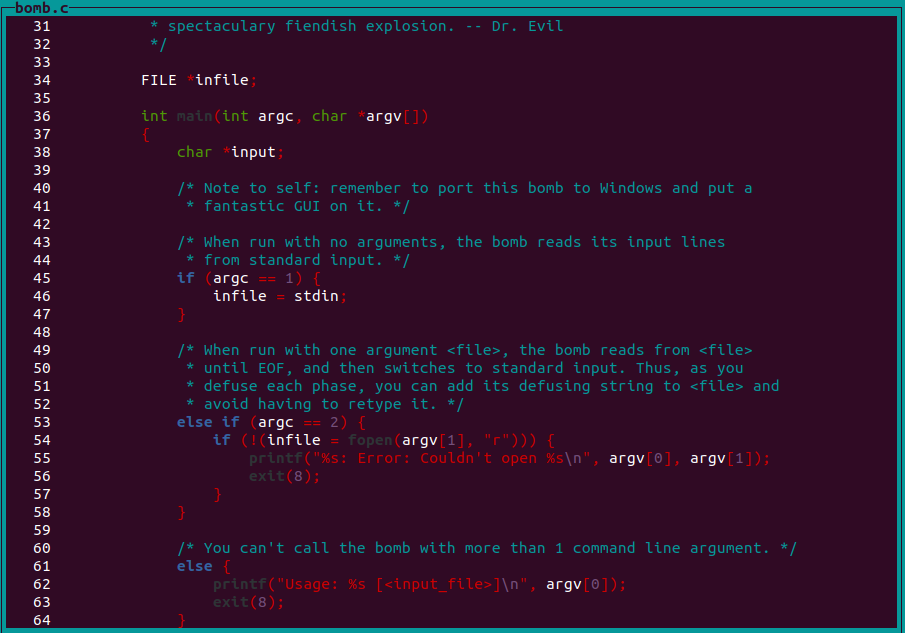 bomb.c
31 * spectaculary fiendish explosion. -- Dr. Evil
32 */
33
34 FILE *infile;
35
36 int main(int argc, char *argv[])
37 {
38 char *input;
39
40 /* Note to self: remember to port this bomb to Windows and put a
41 * fantastic GUI on it. */
42
43 /* When run with no arguments, the bomb reads its input lines
44 * from standard input. */
45 if (argc == 1) {
46 infile = stdin;
47 }
48
49 /* When run with one argument <file>, the bomb reads from <file>
50 * until EOF, and then switches to standard input. Thus, as you
51 * defuse each phase, you can add its defusing string to <file> and
52 * avoid having to retype it. */
53 else if (argc == 2) {
54 if (!(infile = fopen(argv[1], "r"))) {
55 printf("%s: Error: Couldn't open %s\n", argv[0], argv[1]);
56 exit(8);
57 }
58 }
59
60 /* You can't call the bomb with more than 1 command line argument. */
61 else {
62 printf("Usage: %s [<input_file>]\n", argv[0]);
63 exit(8);
64 }